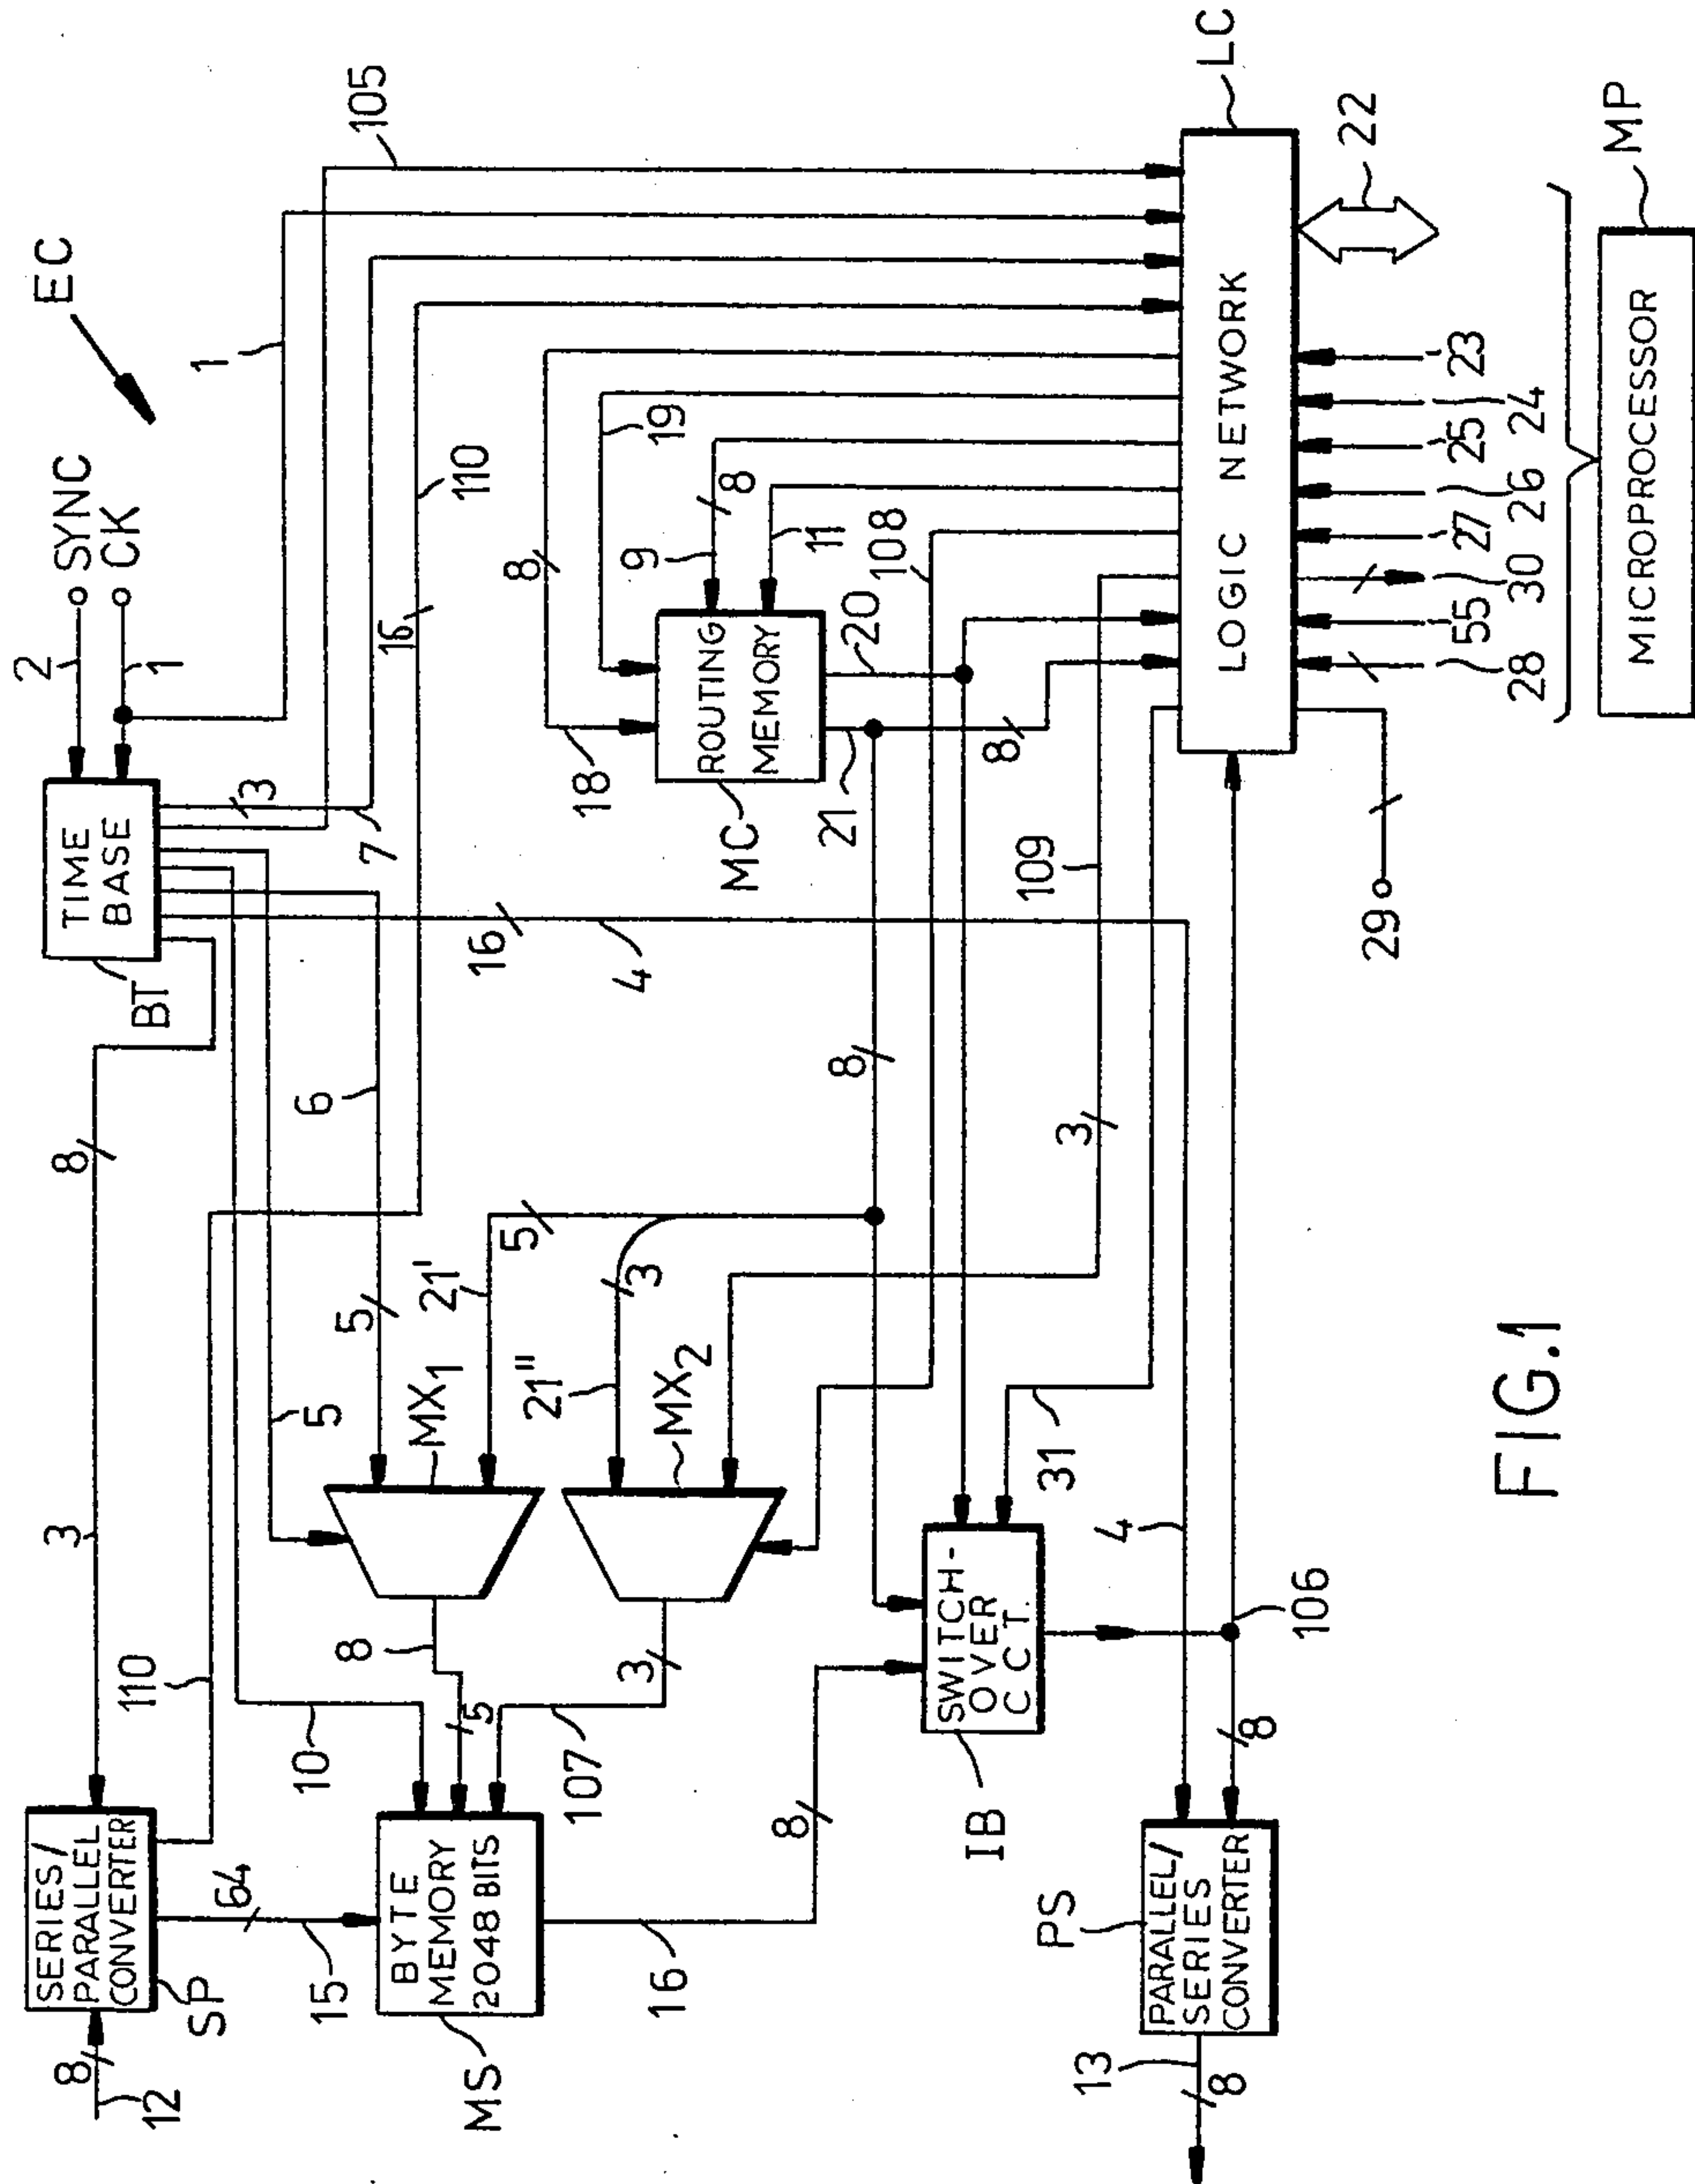 EC
SYNC
CK
2
1
1
105
TIME
BASE
BT
3
7
8
3
110
16
110
6
5
5
16
4
10
SERIES/
PARALLEL
CONVERTER
SP
8
12
64
15
BYTE
MEMORY
2048 BITS
MS
8
5
107
3
MX1
MX2
21'
5
21"
3
8
18
19
9
8
11
ROUTING
MEMORY
MC
20
21
8
8
108
109
3
31
16
8
SWITCH-
OVER
CCT.
IB
4
106
8
PS
PARALLEL/
SERIES
CONVERTER
13
8
LOGIC NETWORK
LC
22
23
24
25
26
27
30
55
28
29
MICROPROCESSOR
MP
FIG.1